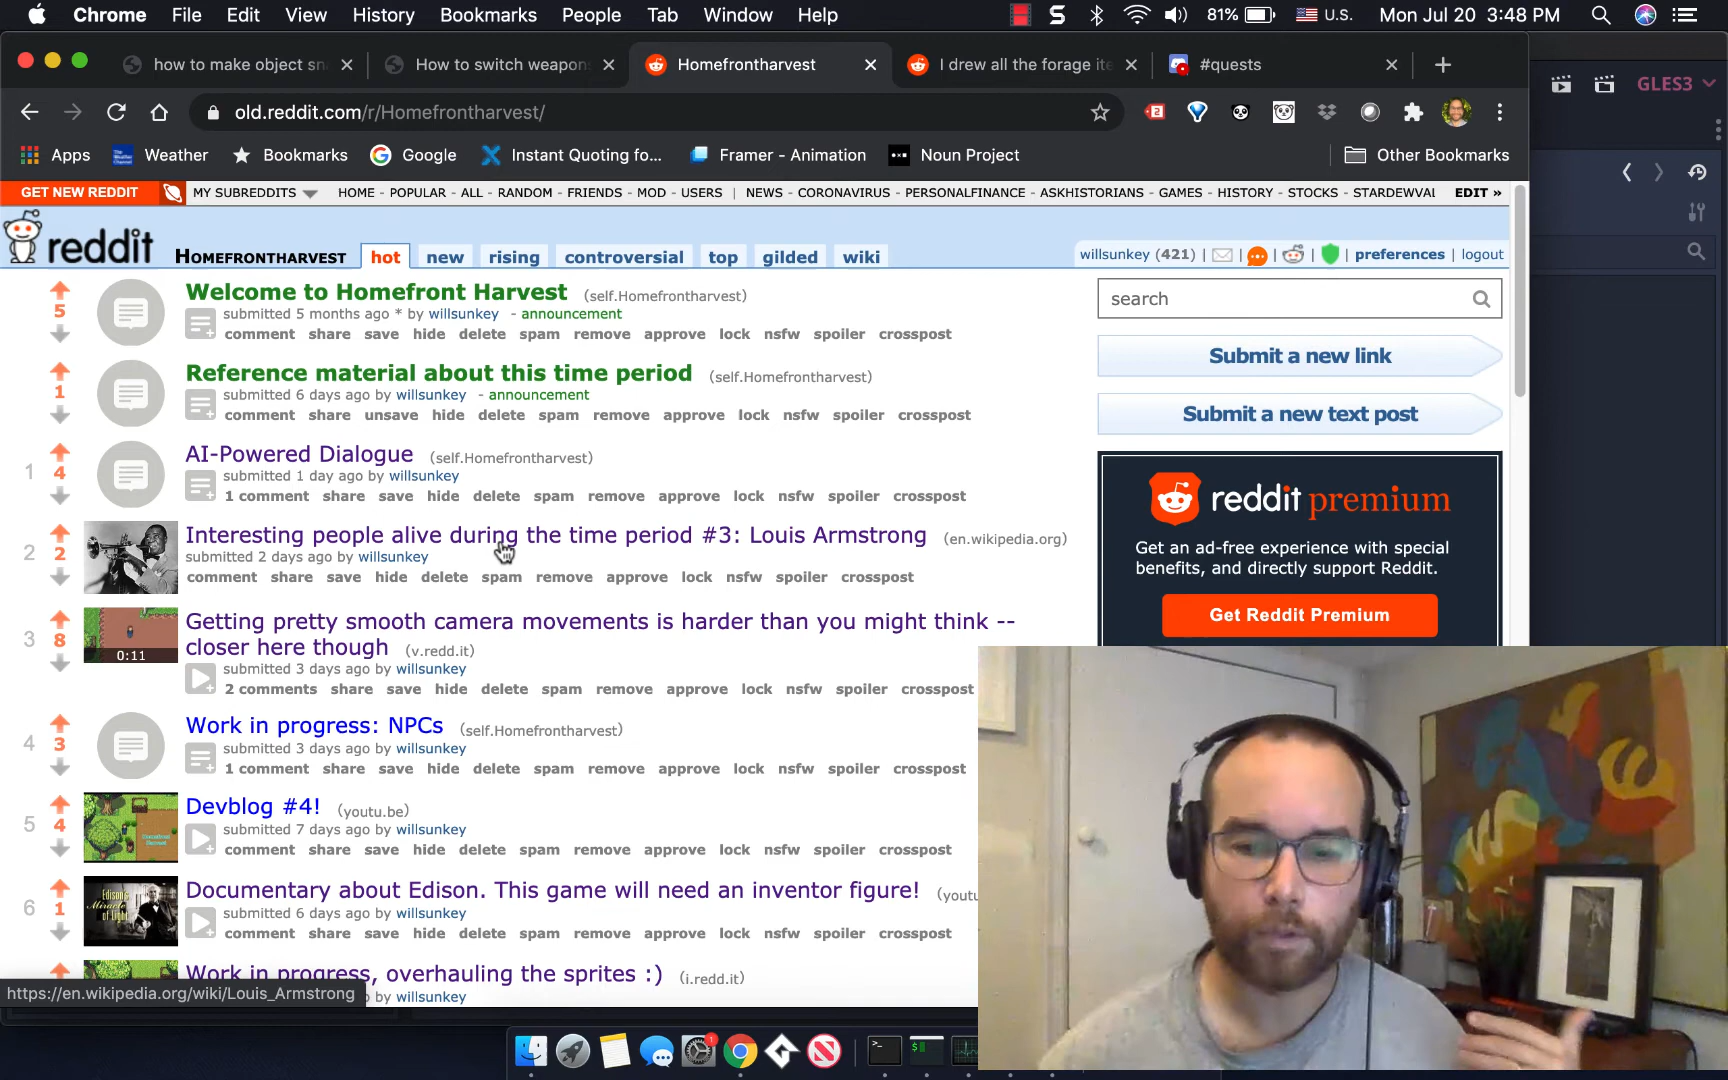 Chrome File Edit View History Bookmarks People Tab Window Help S 81% U.S. Mon Jul 20 3:48 PM
how to make object sn
How to switch weapon
Homefrontharvest
I drew all the forage ite
#quests
GLES3
old.reddit.com/r/Homefrontharvest/
Apps Weather Bookmarks Google Instant Quoting fo... Framer - Animation Noun Project Other Bookmarks
GET NEW REDDIT MY SUBREDDITS HOME - POPULAR - ALL - RANDOM - FRIENDS - MOD - USERS | NEWS - CORONAVIRUS - PERSONALFINANCE - ASKHISTORIANS - GAMES - HISTORY - STOCKS - STARDEWVAL EDIT »
reddit HOMEFRONTHARVEST hot new rising controversial top gilded wiki
willsunkey (421) | | | | | preferences | logout
5
Welcome to Homefront Harvest (self.Homefrontharvest)
submitted 5 months ago * by willsunkey - announcement
comment share save hide delete spam remove approve lock nsfw spoiler crosspost
1
Reference material about this time period (self.Homefrontharvest)
submitted 6 days ago by willsunkey - announcement
comment share unsave hide delete spam remove approve lock nsfw spoiler crosspost
1 4
AI-Powered Dialogue (self.Homefrontharvest)
submitted 1 day ago by willsunkey
1 comment share save hide delete spam remove approve lock nsfw spoiler crosspost
2 2
Interesting people alive during the time period #3: Louis Armstrong (en.wikipedia.org)
submitted 2 days ago by willsunkey
comment share save hide delete spam remove approve lock nsfw spoiler crosspost
3 8
0:11
Getting pretty smooth camera movements is harder than you might think --
closer here though (v.redd.it)
submitted 3 days ago by willsunkey
2 comments share save hide delete spam remove approve lock nsfw spoiler crosspost
4 3
Work in progress: NPCs (self.Homefrontharvest)
submitted 3 days ago by willsunkey
1 comment share save hide delete spam remove approve lock nsfw spoiler crosspost
5 4
Devblog #4! (youtu.be)
submitted 7 days ago by willsunkey
comment share save hide delete spam remove approve lock nsfw spoiler crosspost
6 1
Edison's
Miracle
of Light
Documentary about Edison. This game will need an inventor figure! (youtu
submitted 6 days ago by willsunkey
comment share save hide delete spam remove approve lock nsfw spoiler crosspost
Work in progress, overhauling the sprites :) (i.redd.it)
by willsunkey
https://en.wikipedia.org/wiki/Louis_Armstrong
search
Submit a new link
Submit a new text post
reddit premium
Get an ad-free experience with special
benefits, and directly support Reddit.
Get Reddit Premium